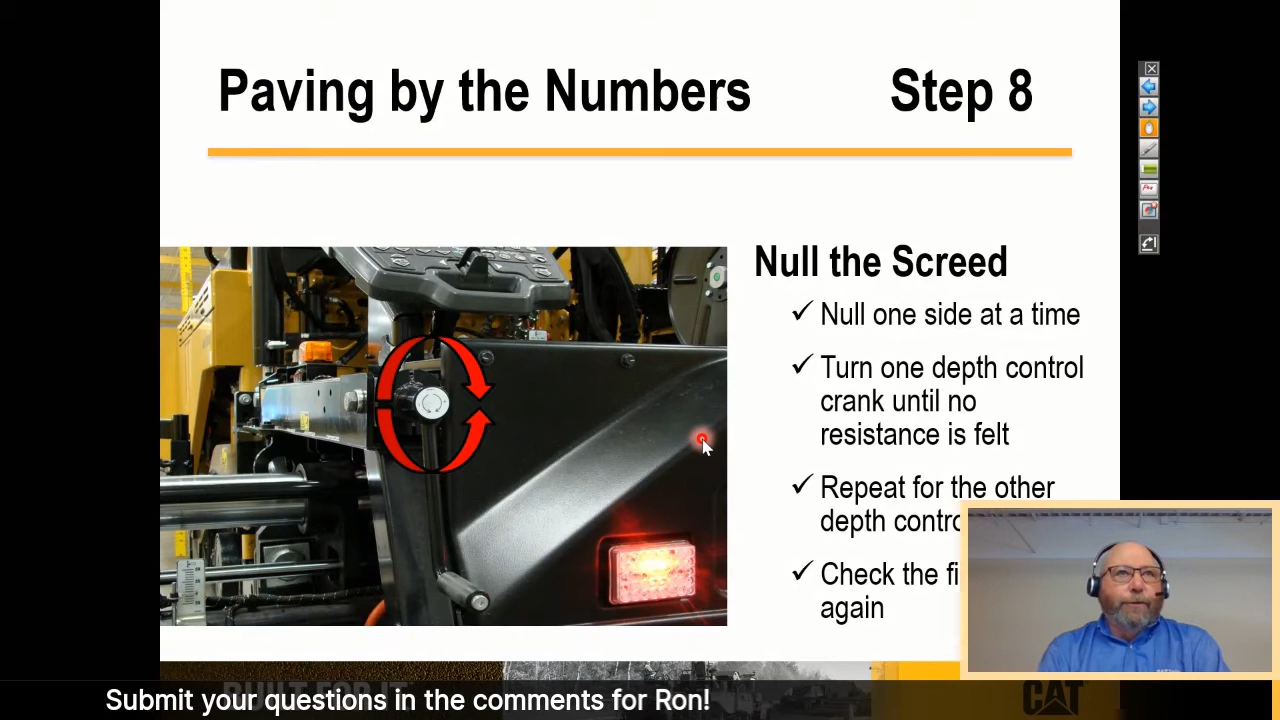 Paving by the Numbers Step 8
Null the Screed
✓ Null one side at a time
✓ Turn one depth control
crank until no
resistance is felt
✓ Repeat for the other
depth contro
✓ Check the fi
again
CAT
Submit your questions in the comments for Ron!